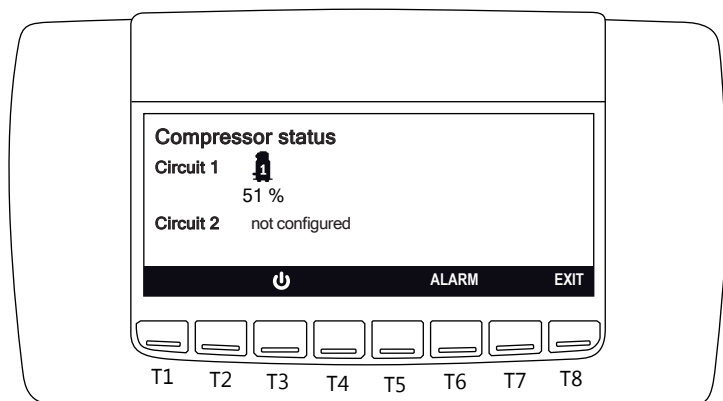 Compressor status
Circuit 1 1
51 %
Circuit 2 not configured
ALARM EXIT
T1 T2 T3 T4 T5 T6 T7 T8